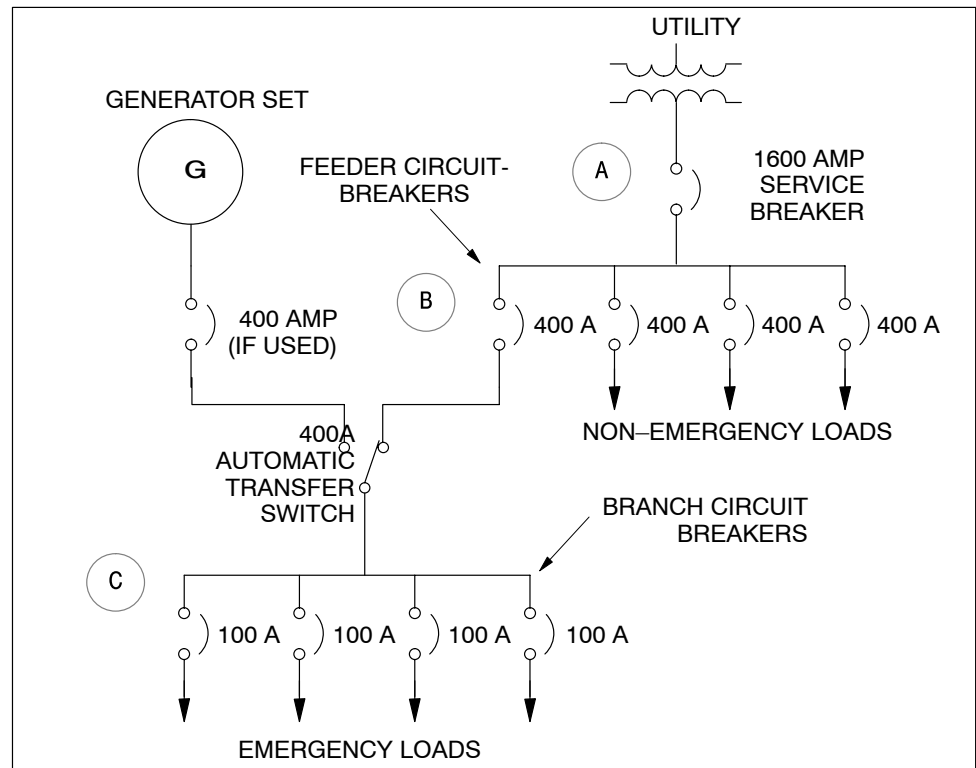 UTILITY
GENERATOR SET
G
FEEDER CIRCUIT-
BREAKERS
A
1600 AMP
SERVICE
BREAKER
B
400 AMP
(IF USED)
400 A
400 A
400 A
400 A
NON–EMERGENCY LOADS
400A
AUTOMATIC
TRANSFER
SWITCH
BRANCH CIRCUIT
BREAKERS
C
100 A
100 A
100 A
100 A
EMERGENCY LOADS